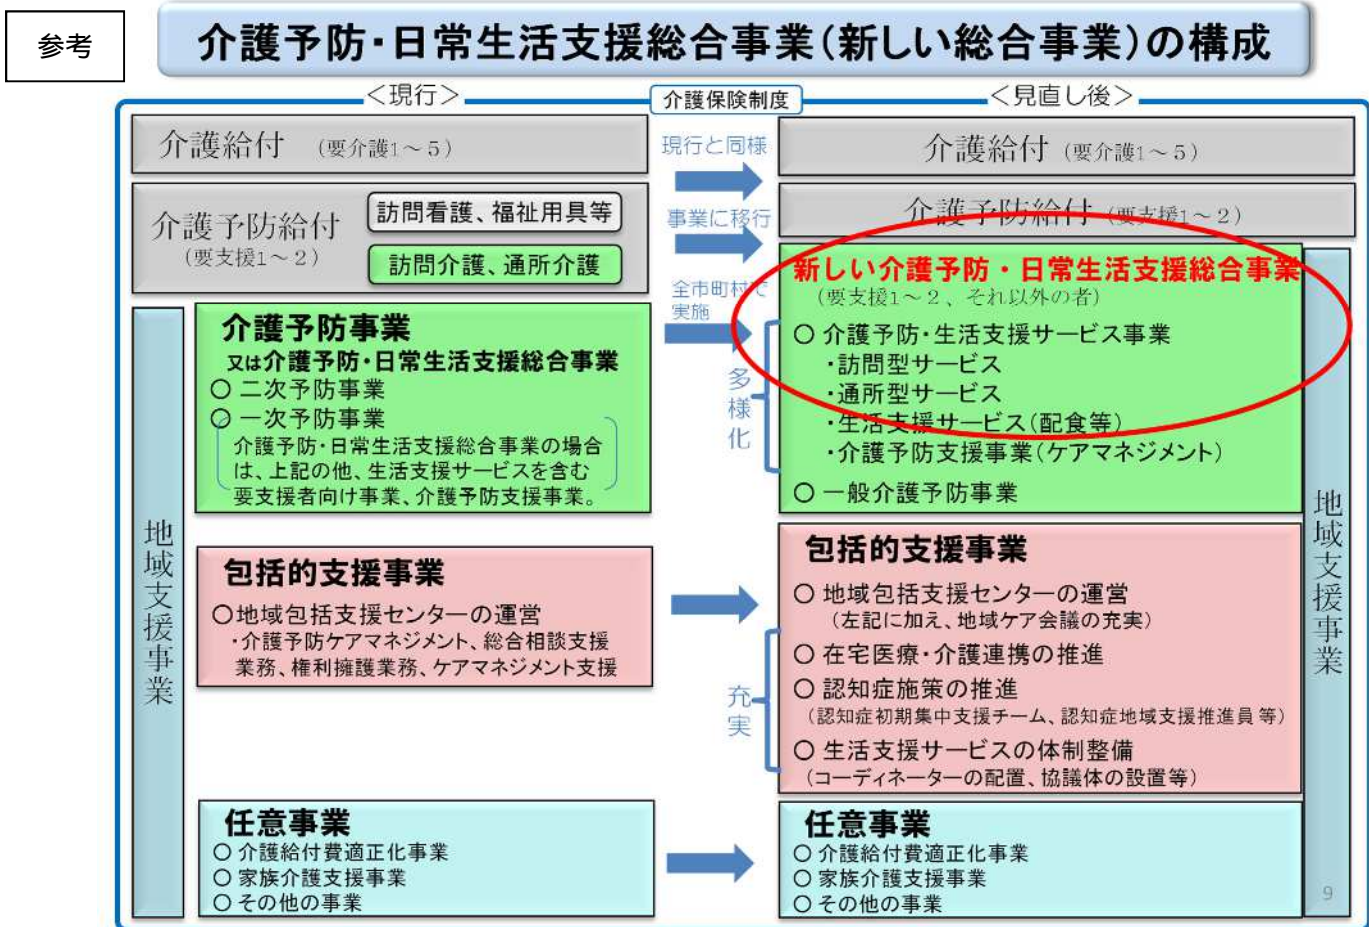 参考
介護予防・日常生活支援総合事業(新しい総合事業)の構成
＜現行＞
介護保険制度
＜見直し後＞
介護給付 (要介護1～5)
介護予防給付
(要支援1～2)
訪問看護、福祉用具等
訪問介護、通所介護
地域支援事業
介護予防事業
又は介護予防・日常生活支援総合事業
○ 二次予防事業
○ 一次予防事業
介護予防・日常生活支援総合事業の場合
は、上記の他、生活支援サービスを含む
要支援者向け事業、介護予防支援事業。
包括的支援事業
○地域包括支援センターの運営
・介護予防ケアマネジメント、総合相談支援
業務、権利擁護業務、ケアマネジメント支援
任意事業
○ 介護給付費適正化事業
○ 家族介護支援事業
○ その他の事業
現行と同様
事業に移行
全市町村で
実施
多様化
充実
介護給付 (要介護1～5)
介護予防給付 (要支援1～2)
新しい介護予防・日常生活支援総合事業
(要支援1～2、それ以外の者)
○ 介護予防・生活支援サービス事業
・訪問型サービス
・通所型サービス
・生活支援サービス(配食等)
・介護予防支援事業(ケアマネジメント)
○ 一般介護予防事業
包括的支援事業
○ 地域包括支援センターの運営
(左記に加え、地域ケア会議の充実)
○ 在宅医療・介護連携の推進
○ 認知症施策の推進
(認知症初期集中支援チーム、認知症地域支援推進員 等)
○ 生活支援サービスの体制整備
(コーディネーターの配置、協議体の設置等)
任意事業
○ 介護給付費適正化事業
○ 家族介護支援事業
○ その他の事業
地域支援事業
9